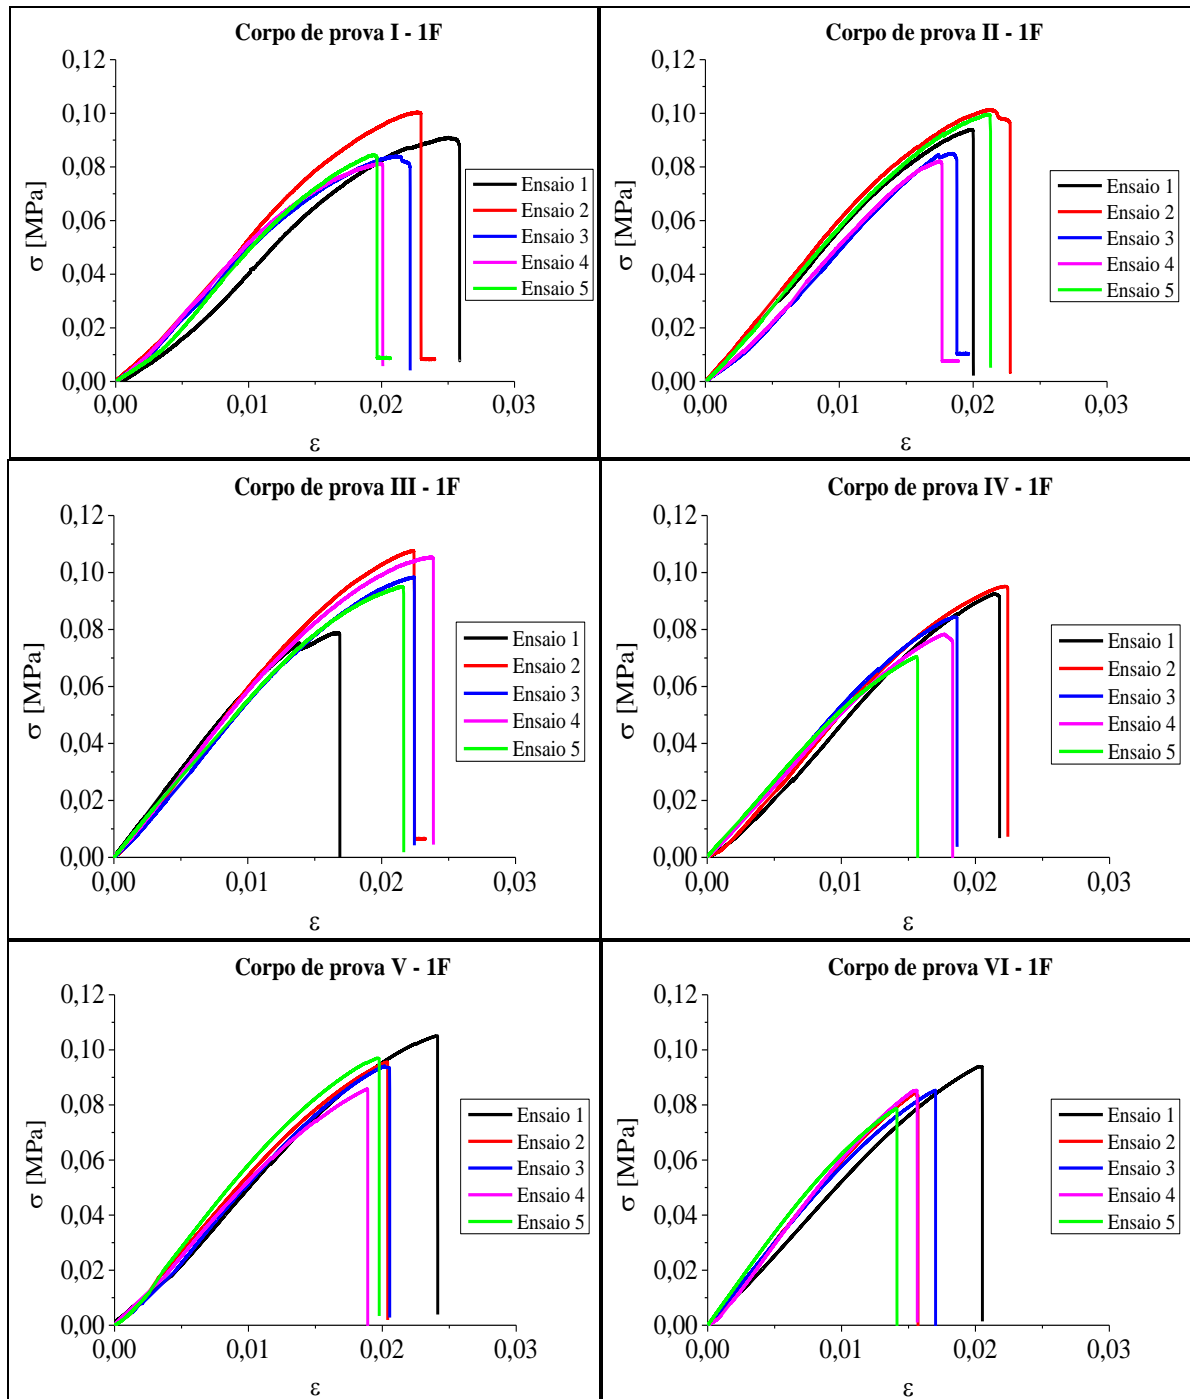 Corpo de prova I - 1F
0,12
0,10
0,08
0,06
0,04
0,02
0,00
σ [MPa]
Ensaio 1
Ensaio 2
Ensaio 3
Ensaio 4
Ensaio 5
0,00 0,01 0,02 0,03
ε
Corpo de prova II - 1F
0,12
0,10
0,08
0,06
0,04
0,02
0,00
σ [MPa]
Ensaio 1
Ensaio 2
Ensaio 3
Ensaio 4
Ensaio 5
0,00 0,01 0,02 0,03
ε
Corpo de prova III - 1F
0,12
0,10
0,08
0,06
0,04
0,02
0,00
σ [MPa]
Ensaio 1
Ensaio 2
Ensaio 3
Ensaio 4
Ensaio 5
0,00 0,01 0,02 0,03
ε
Corpo de prova IV - 1F
0,12
0,10
0,08
0,06
0,04
0,02
0,00
σ [MPa]
Ensaio 1
Ensaio 2
Ensaio 3
Ensaio 4
Ensaio 5
0,00 0,01 0,02 0,03
ε
Corpo de prova V - 1F
0,12
0,10
0,08
0,06
0,04
0,02
0,00
σ [MPa]
Ensaio 1
Ensaio 2
Ensaio 3
Ensaio 4
Ensaio 5
0,00 0,01 0,02 0,03
ε
Corpo de prova VI - 1F
0,12
0,10
0,08
0,06
0,04
0,02
0,00
σ [MPa]
Ensaio 1
Ensaio 2
Ensaio 3
Ensaio 4
Ensaio 5
0,00 0,01 0,02 0,03
ε